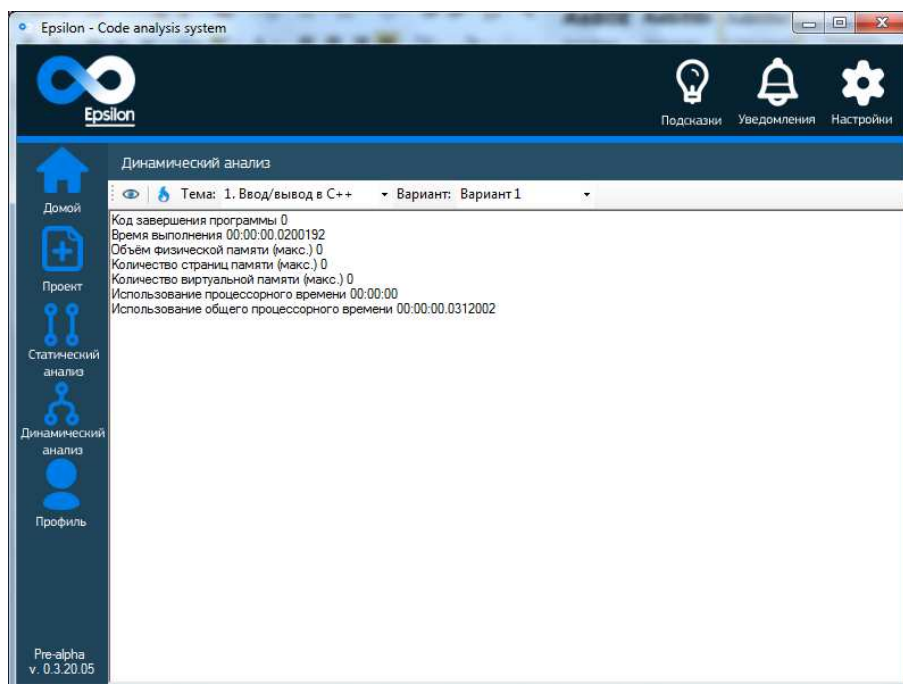 Epsilon - Code analysis system
Epsilon
Подсказки
Уведомления
Настройки
Динамический анализ
Тема: 1. Ввод/вывод в C++ Вариант: Вариант 1
Домой
Проект
Статический
анализ
Динамический
анализ
Профиль
Pre-alpha
v. 0.3.20.05
Код завершения программы 0
Время выполнения 00:00:00.0200192
Объём физической памяти (макс.) 0
Количество страниц памяти (макс.) 0
Количество виртуальной памяти (макс.) 0
Использование процессорного времени 00:00:00
Использование общего процессорного времени 00:00:00.0312002